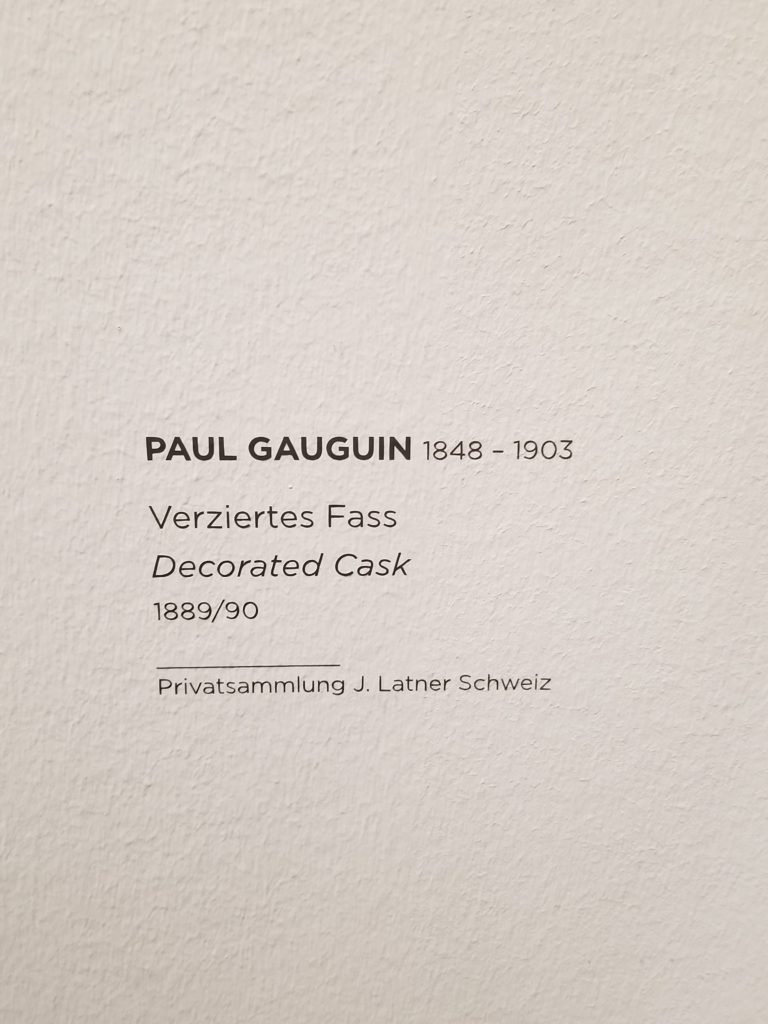 PAUL GAUGUIN 1848 – 1903
Verziertes Fass
Decorated Cask
1889/90
Privatsammlung J. Latner Schweiz